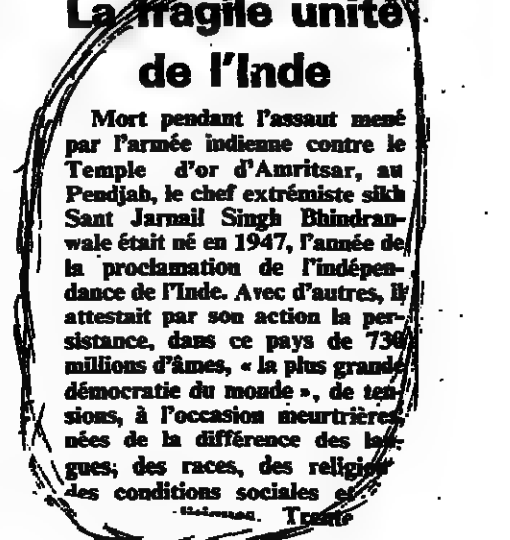 La fragile unité
de l'Inde
Mort pendant l'assaut mené
par l'armée indienne contre le
Temple d'or d'Amritsar, au
Pendjab, le chef extrémiste sikh
Sant Jarnail Singh Bhindran-
wale était né en 1947, l'année de
la proclamation de l'indépen-
dance de l'Inde. Avec d'autres, il
attestait par son action la per-
sistance, dans ce pays de 730
millions d'âmes, « la plus grande
démocratie du monde », de ten-
sions, à l'occasion meurtrières,
nées de la différence des lan-
gues, des races, des religions
des conditions sociales et
Trente